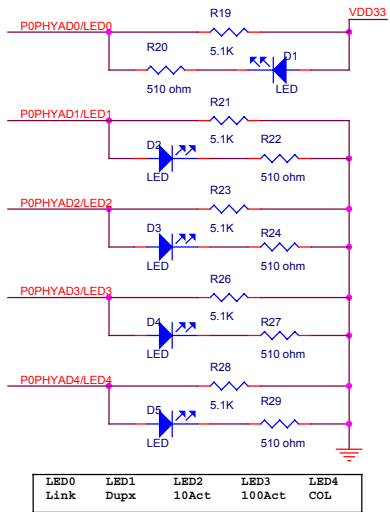 R19
VDD33
P0PHYAD0/LED0
R20
5.1K
D1
510 ohm
LED
R21
P0PHYAD1/LED1
D2
5.1K
R22
LED
510 ohm
R23
P0PHYAD2/LED2
D3
5.1K
R24
LED
510 ohm
R26
P0PHYAD3/LED3
D4
5.1K
R27
LED
510 ohm
R28
P0PHYAD4/LED4
D5
5.1K
R29
LED
510 ohm
LED0 LED1 LED2 LED3 LED4
Link Dupx 10Act 100Act COL